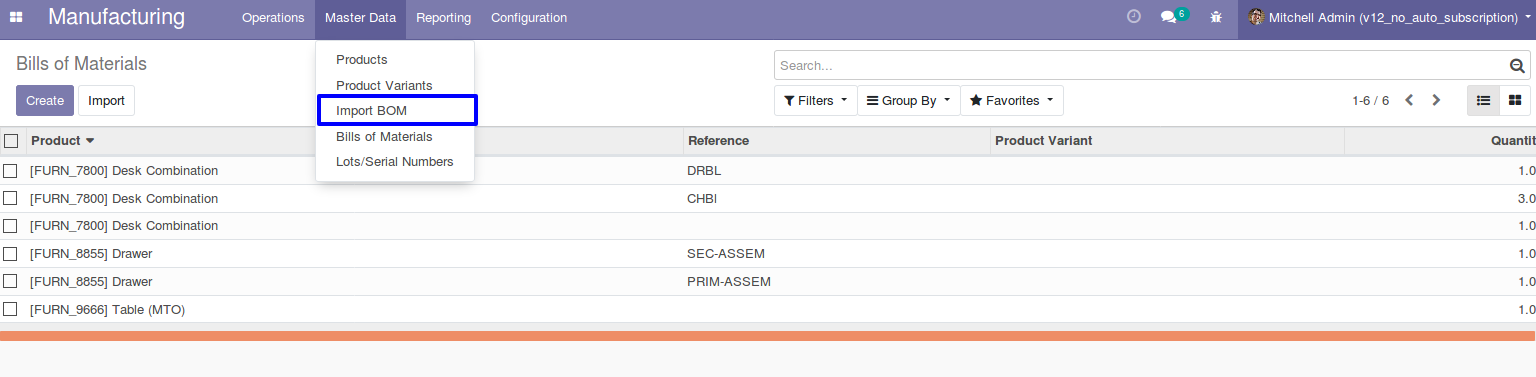 Manufacturing Operations Master Data Reporting Configuration 6 Mitchell Admin (v12_no_auto_subscription)
Bills of Materials
Search...
Create Import
Filters Group By Favorites 1-6 / 6
Products
Product Variants
Import BOM
Bills of Materials
Lots/Serial Numbers
Product Reference Product Variant Quantit
[FURN_7800] Desk Combination DRBL 1.0
[FURN_7800] Desk Combination CHBl 3.0
[FURN_7800] Desk Combination 1.0
[FURN_8855] Drawer SEC-ASSEM 1.0
[FURN_8855] Drawer PRIM-ASSEM 1.0
[FURN_9666] Table (MTO) 1.0